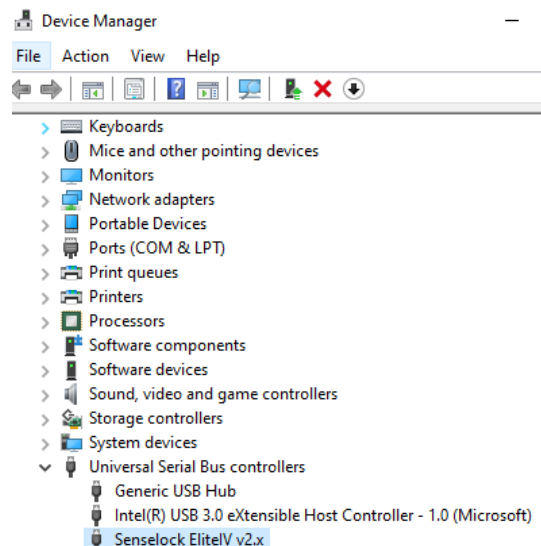 Device Manager
File Action View Help
Keyboards
Mice and other pointing devices
Monitors
Network adapters
Portable Devices
Ports (COM & LPT)
Print queues
Printers
Processors
Software components
Software devices
Sound, video and game controllers
Storage controllers
System devices
Universal Serial Bus controllers
Generic USB Hub
Intel(R) USB 3.0 eXtensible Host Controller - 1.0 (Microsoft)
Senselock EliteIV v2.x